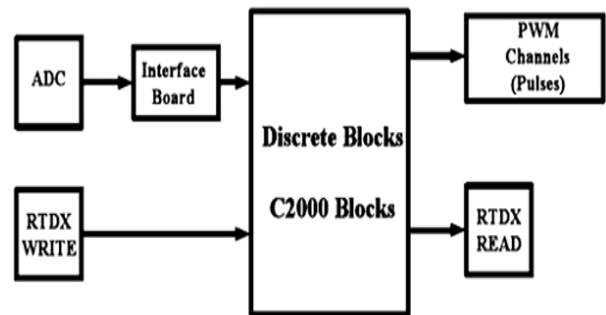 ADC
Interface
Board
Discrete Blocks
C2000 Blocks
PWM
Channels
(Pulses)
RTDX
WRITE
RTDX
READ